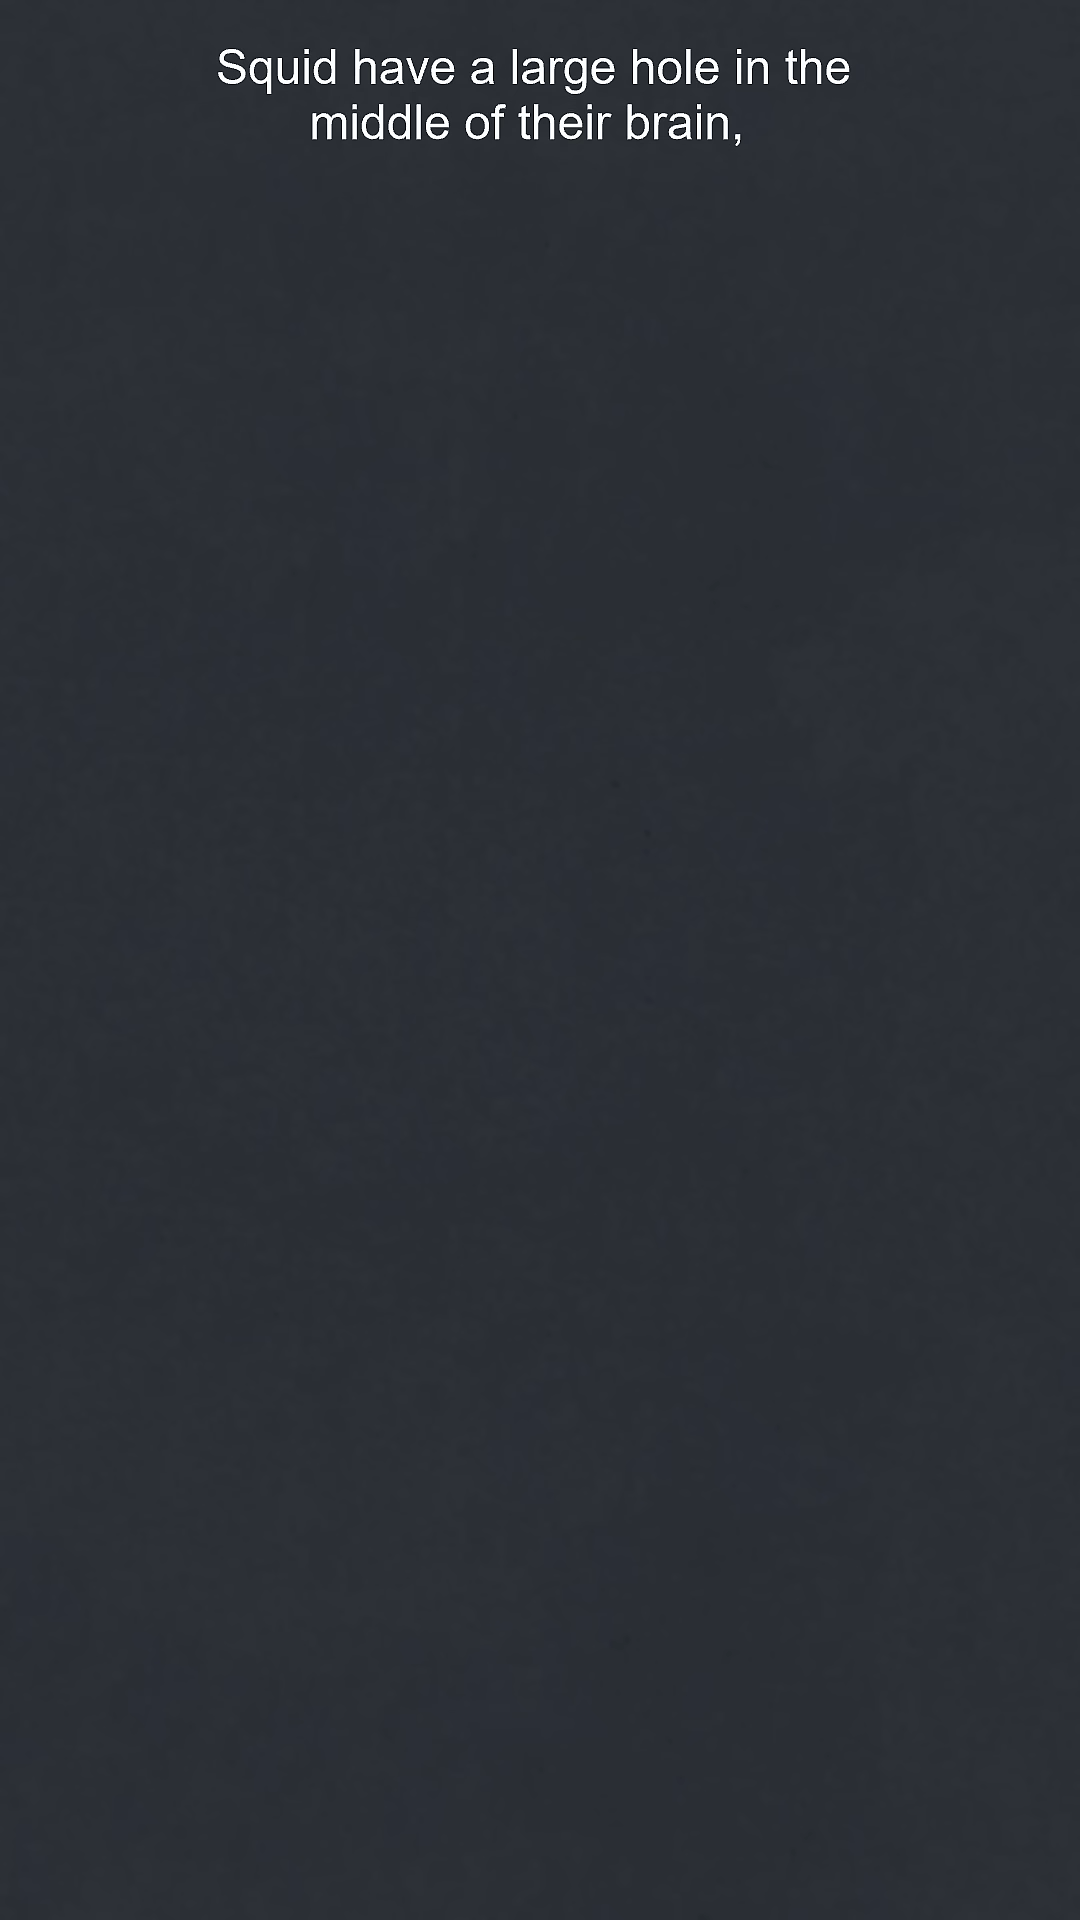 Squid have a large hole in the
middle of their brain,